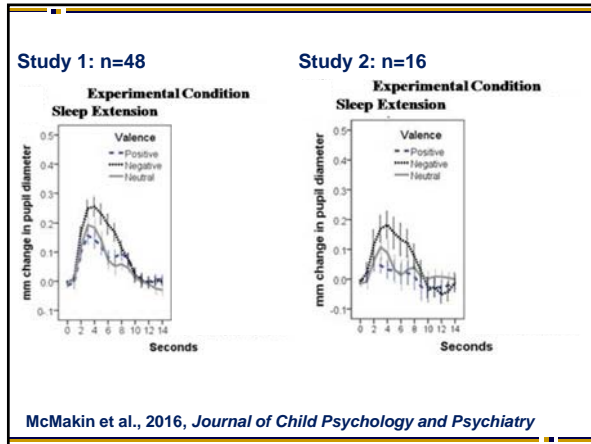 Study 1: n=48
Experimental Condition
Sleep Extension
Valence
Positive
Negative
Neutral
mm change in pupil diameter
0.5
0.4
0.3
0.2
0.1
0.0
0-.1
0 2 4 6 8 10 12 14
Seconds
Study 2: n=16
Experimental Condition
Sleep Extension
Valence
Positive
Negative
Neutral
mm change in pupil diameter
0.5
0.4
0.3
0.2
0.1
0.0
-0.1
0 2 4 6 8 10 12 14
Seconds
McMakin et al., 2016, Journal of Child Psychology and Psychiatry